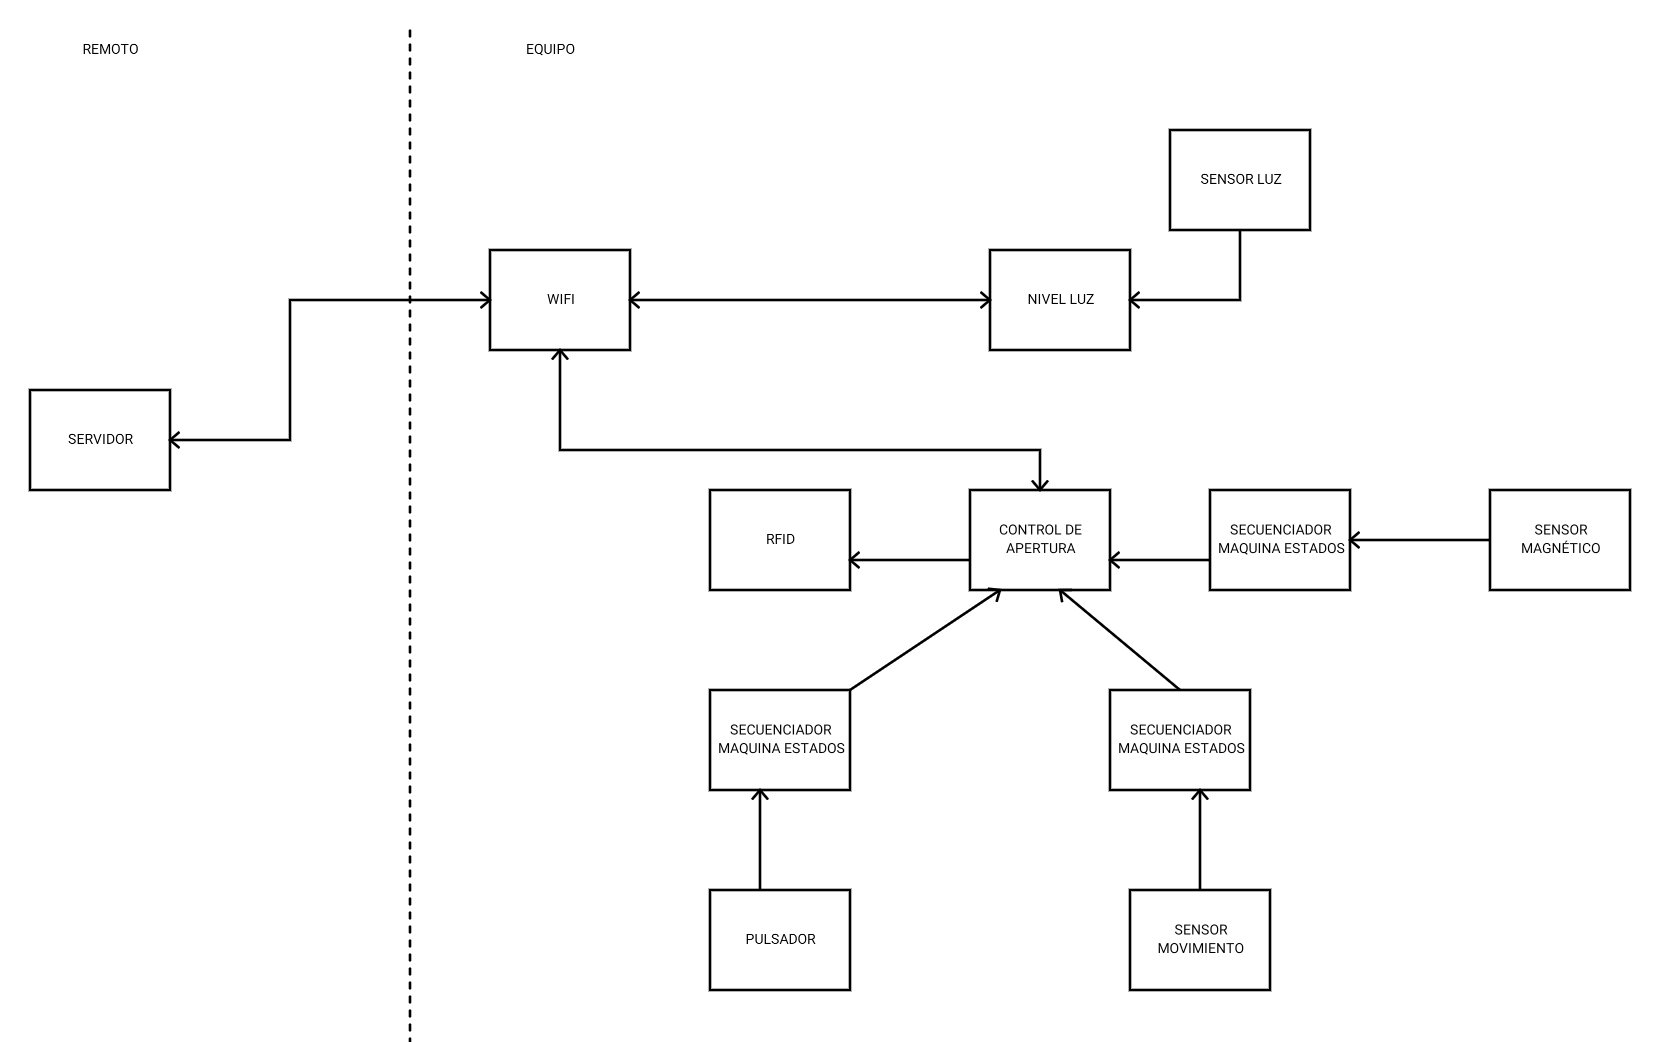 REMOTO
EQUIPO
SENSOR LUZ
WIFI
NIVEL LUZ
SERVIDOR
RFID
CONTROL DE
APERTURA
SECUENCIADOR
MAQUINA ESTADOS
SENSOR
MAGNÉTICO
SECUENCIADOR
MAQUINA ESTADOS
SECUENCIADOR
MAQUINA ESTADOS
PULSADOR
SENSOR
MOVIMIENTO